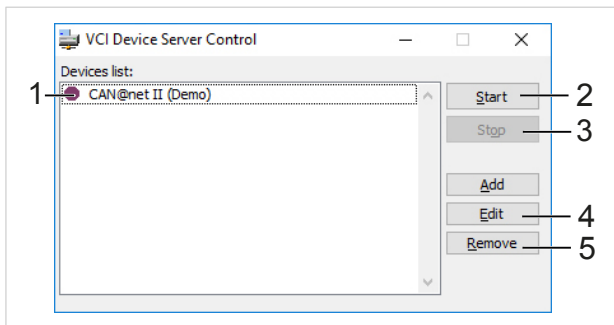 VCI Device Server Control
Devices list:
1 CAN@net II (Demo)
Start 2
Stop 3
Add
Edit 4
Remove 5